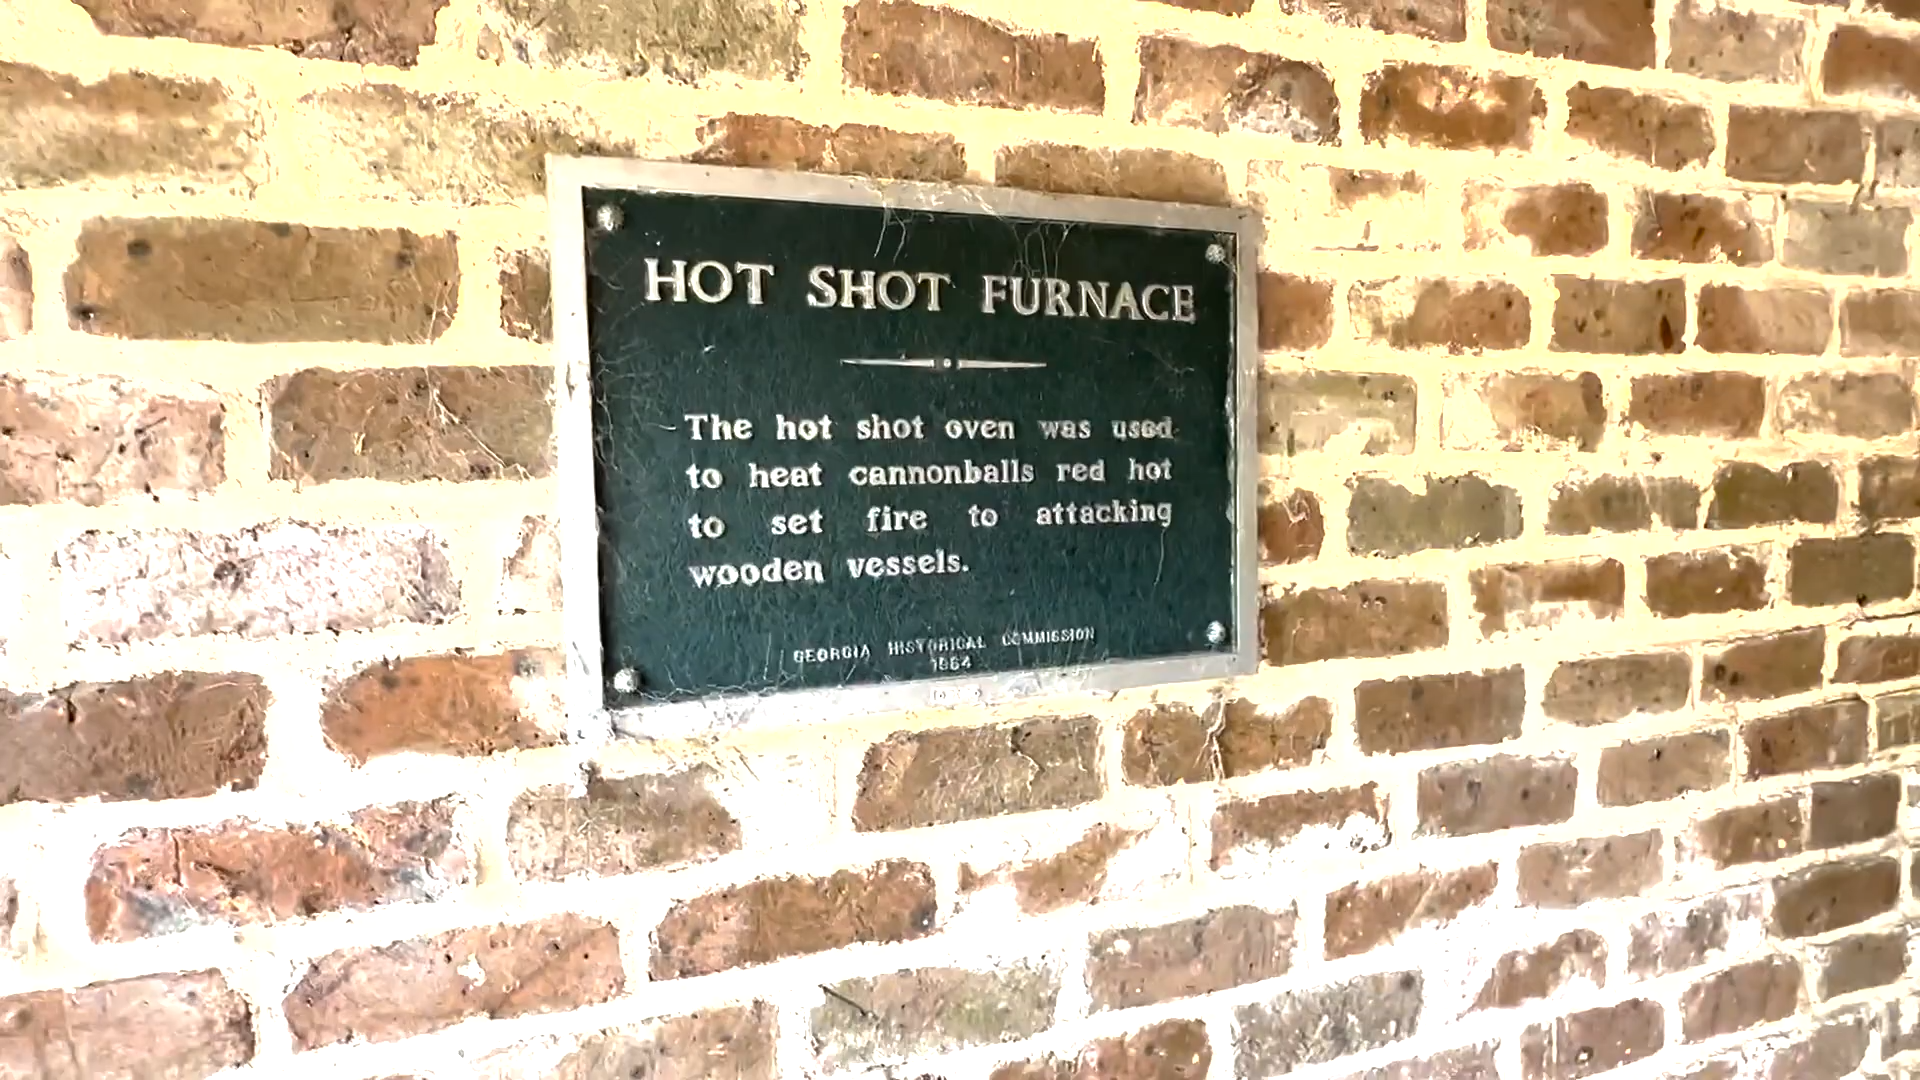 HOT SHOT FURNACE
The hot shot oven was used
to heat cannonballs red hot
to set fire to attacking
wooden vessels.
GEORGIA HISTORICAL COMMISSION
1964